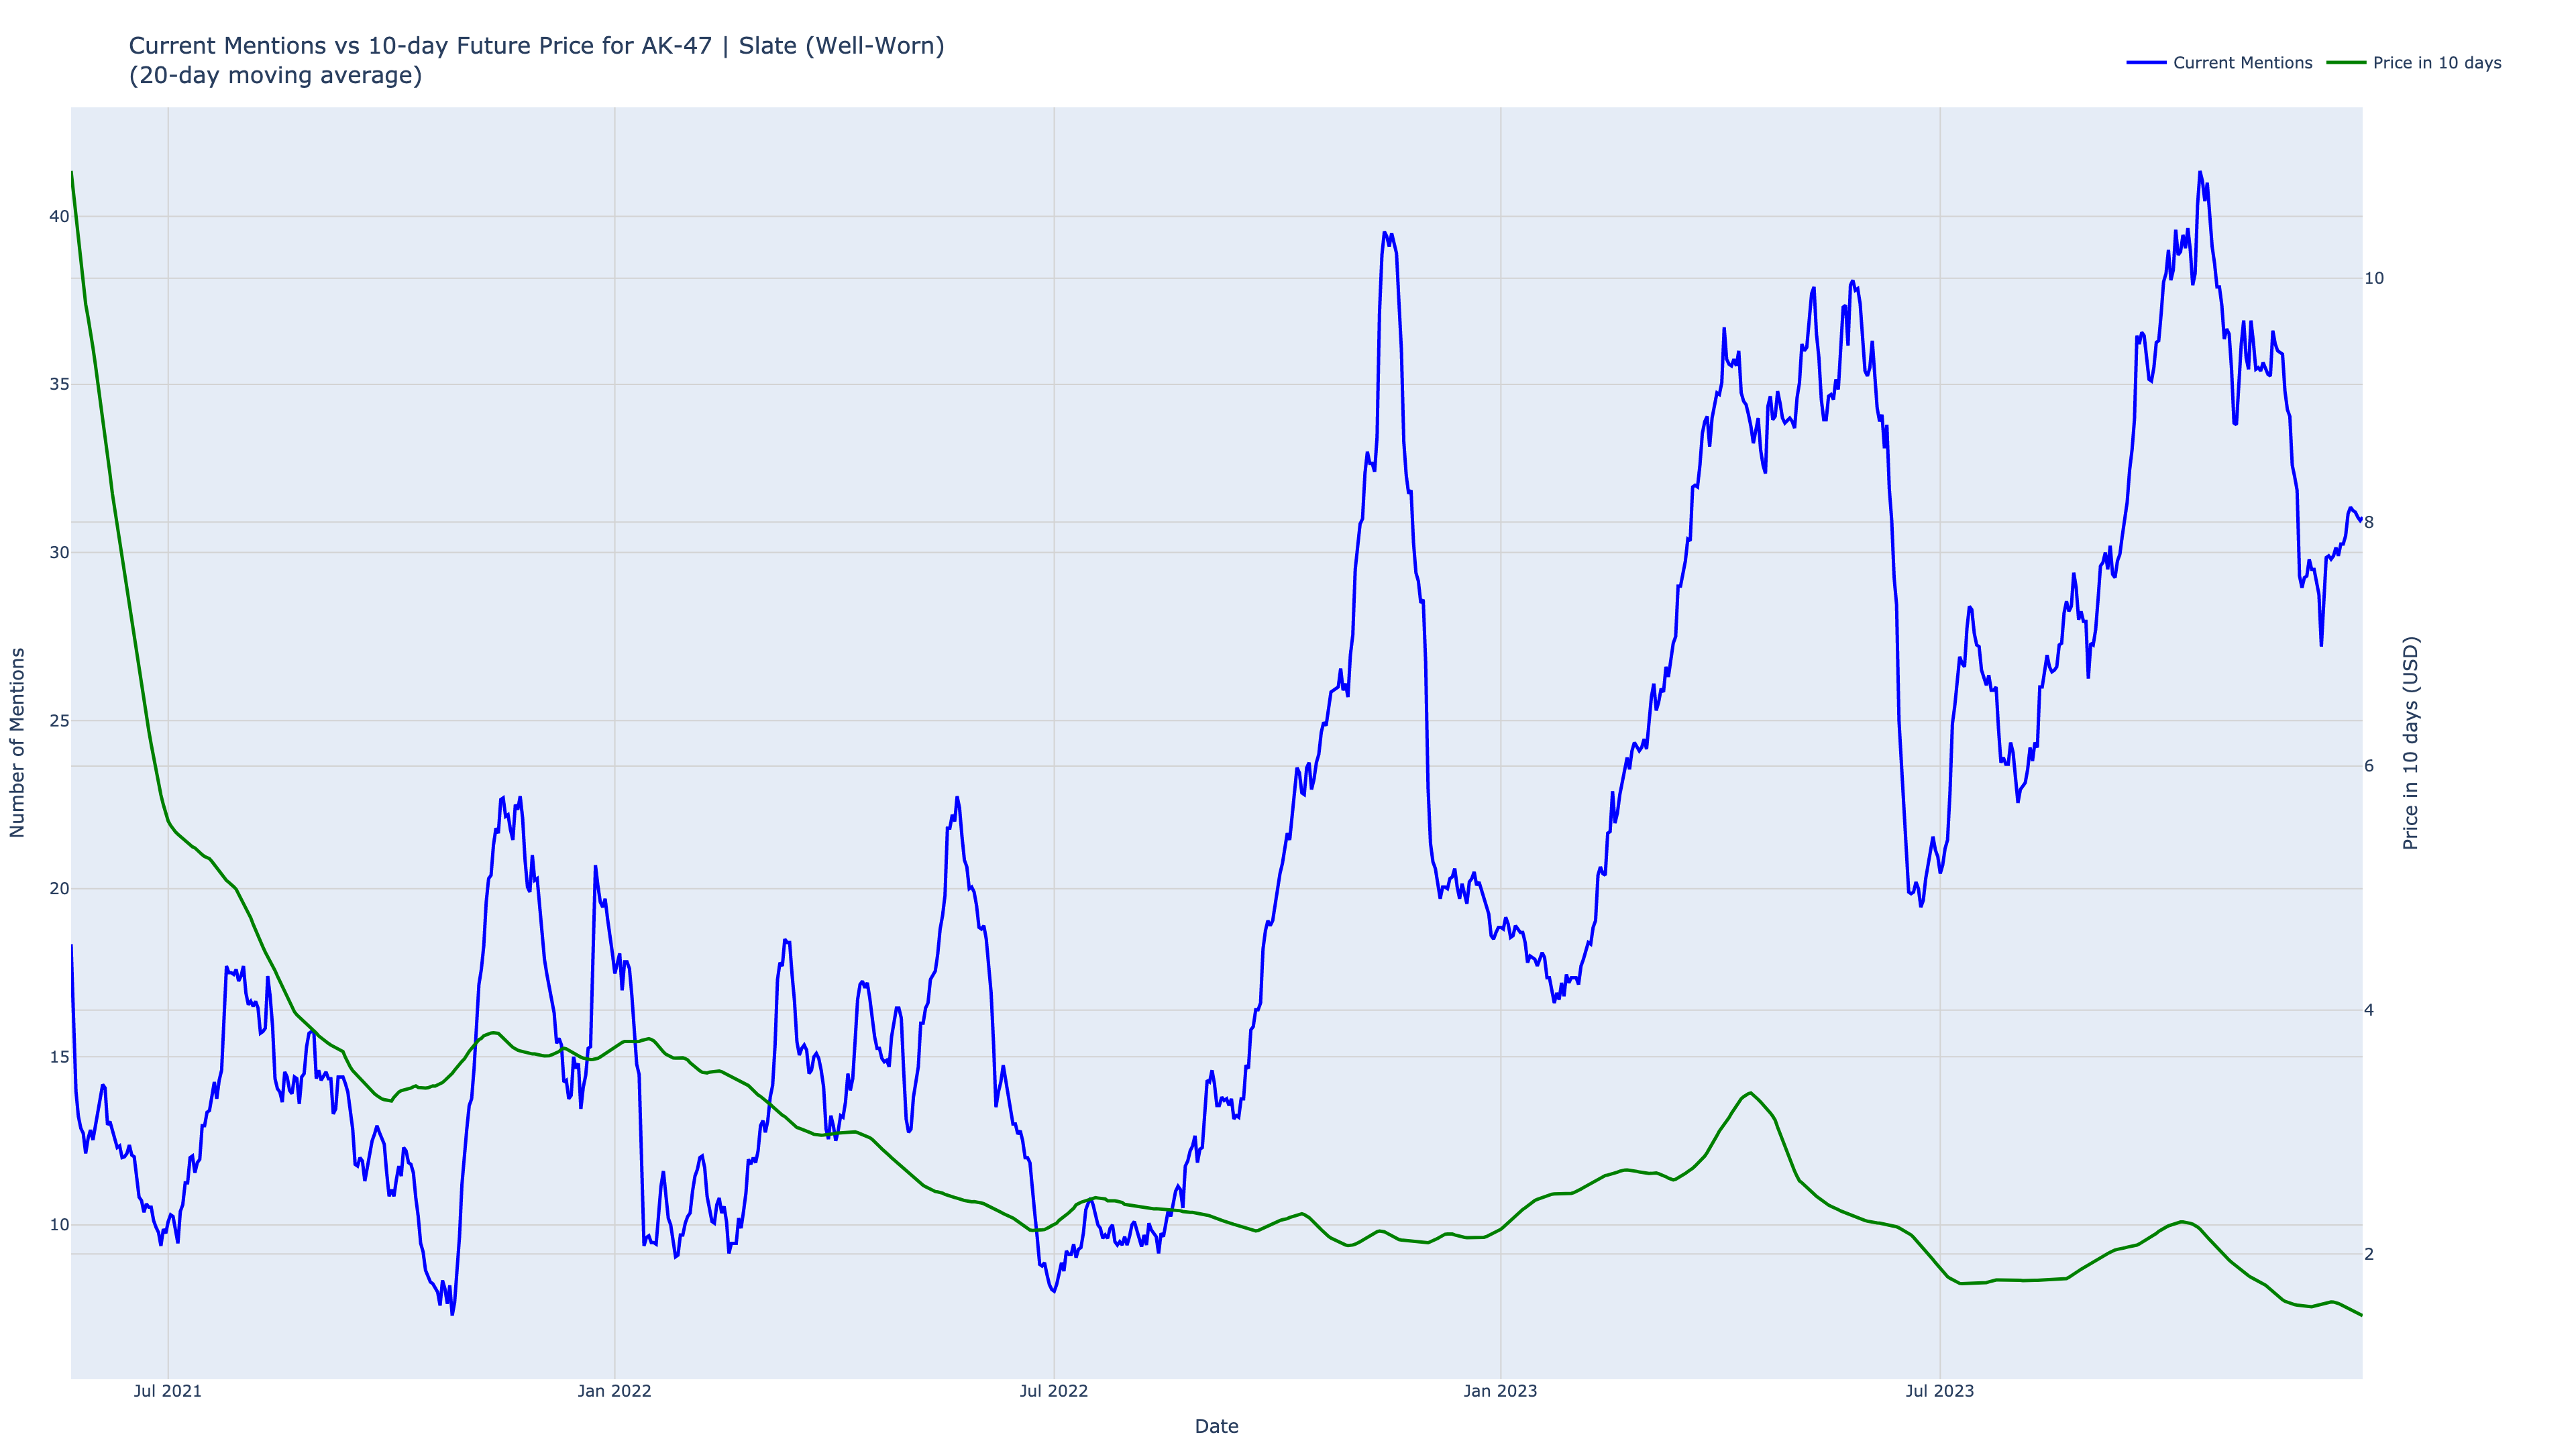 Current Mentions vs 10-day Future Price for AK-47 | Slate (Well-Worn)
(20-day moving average)
Current Mentions
Price in 10 days
40
35
30
25
20
15
10
Number of Mentions
10
8
6
4
2
Price in 10 days (USD)
Jul 2021
Jan 2022
Jul 2022
Jan 2023
Jul 2023
Date